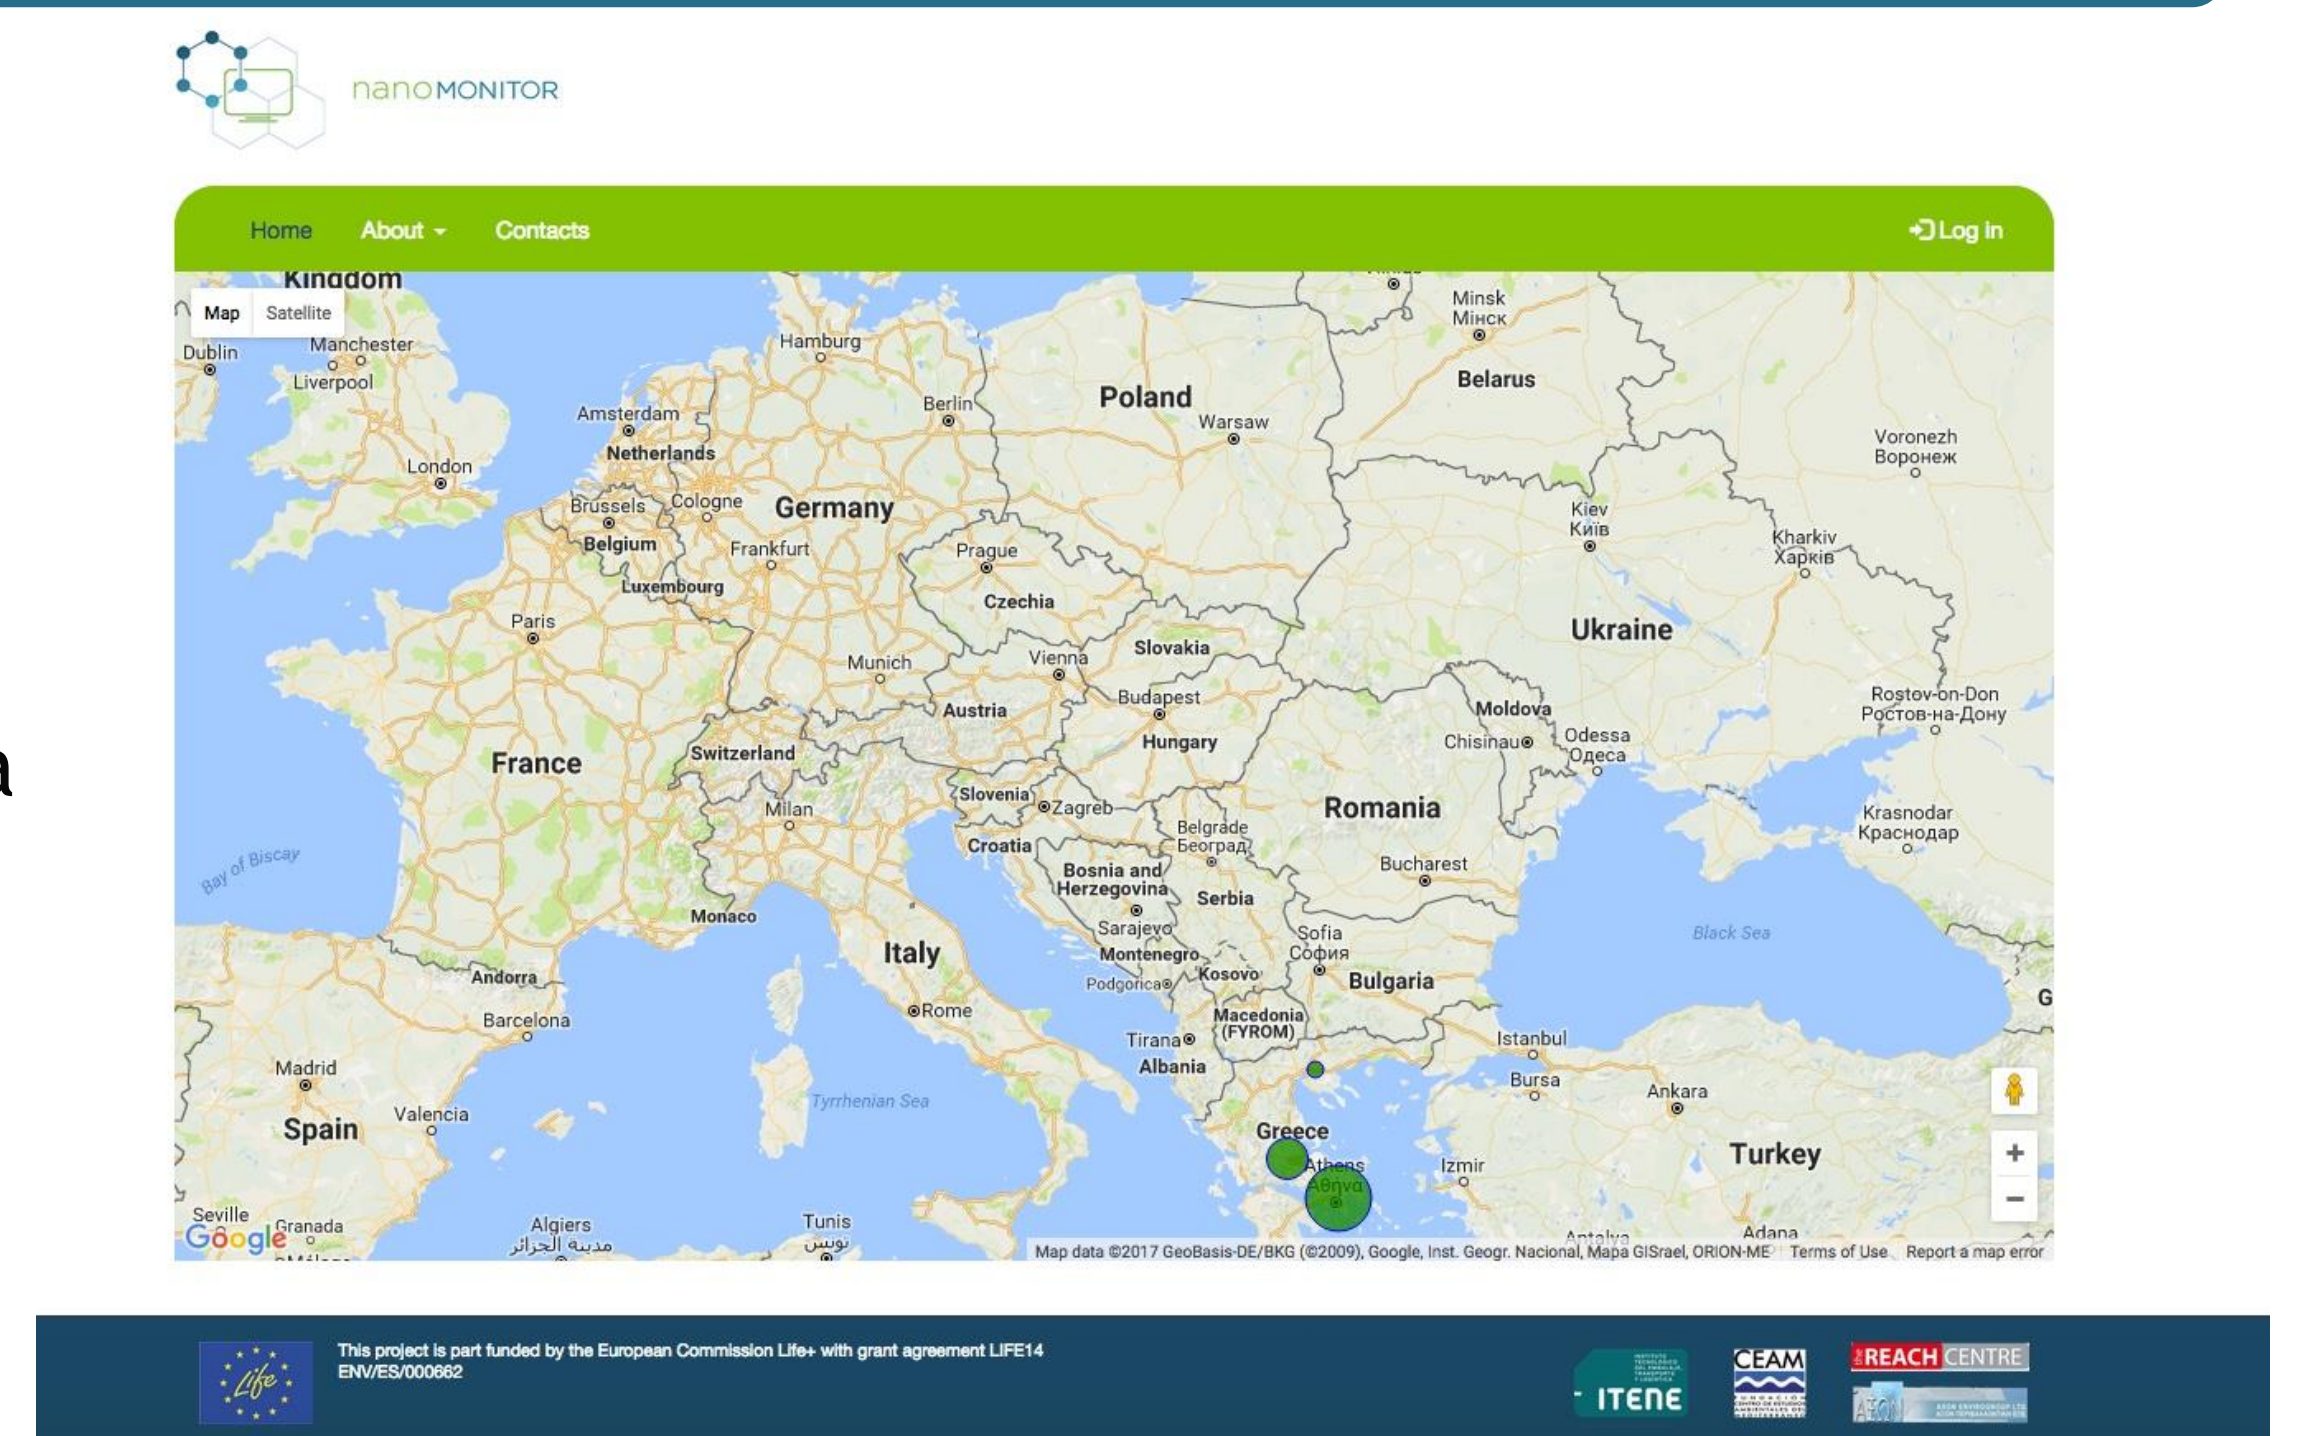 nanoMONITOR
Home
About
Contacts
Log in
Kingdom
Map
Satellite
Dublin
Manchester
Liverpool
Hamburg
Minsk
Мінск
Belarus
Poland
Berlin
Warsaw
Amsterdam
Netherlands
London
Voronezh
Воронеж
Brussels
Cologne
Germany
Kiev
Київ
Belgium
Frankfurt
Prague
Kharkiv
Харків
Luxembourg
Czechia
Paris
Ukraine
Slovakia
Munich
Vienna
Budapest
Rostov-on-Don
Ростов-на-Дону
Austria
Moldova
Hungary
Chisinau
Odessa
Одеса
Switzerland
France
a
Slovenia
Zagreb
Milan
Romania
Krasnodar
Краснодар
Belgrade
Београд
Croatia
Bay of Biscay
Bosnia and
Herzegovina
Bucharest
Serbia
Monaco
Sarajevo
Sofia
София
Black Sea
Italy
Montenegro
Andorra
Kosovo
Podgorica
Bulgaria
G
Rome
Barcelona
Macedonia
(FYROM)
Tirana
Istanbul
Albania
Madrid
Bursa
Ankara
Tyrrhenian Sea
Valencia
Spain
Greece
Turkey
Athens
Αθήνα
Izmir
Seville
Granada
Google
Algiers
مدينة الجزائر
Tunis
تونس
Antalya
Adana
Map data ©2017 GeoBasis-DE/BKG (©2009), Google, Inst. Geogr. Nacional, Mapa GISrael, ORION-ME
Terms of Use
Report a map error
This project is part funded by the European Commission Life+ with grant agreement LIFE14
ENV/ES/000662
Life
ITENE
CEAM
the REACH CENTRE